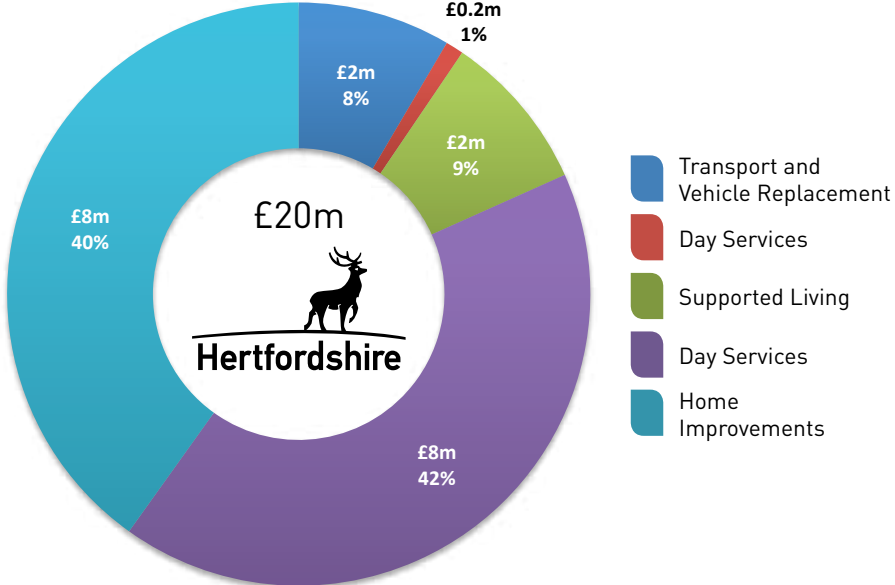 £0.2m
1%
£2m
8%
£2m
9%
£8m
40%
£20m
Hertfordshire
£8m
42%
Transport and
Vehicle Replacement
Day Services
Supported Living
Day Services
Home
Improvements